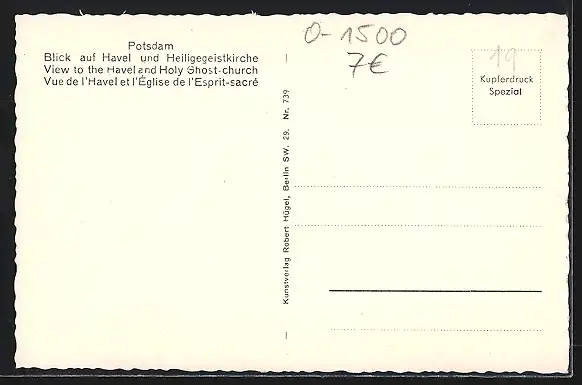 Potsdam
Blick auf Havel und Heiligegeistkirche
View to the Havel and Holy Ghost-church
Vue de l'Havel et l'Église de l'Esprit-sacré
0-1500
7€
19
Kupferdruck
Spezial
Kunstverlag Robert Hügel, Berlin SW. 29. Nr. 739